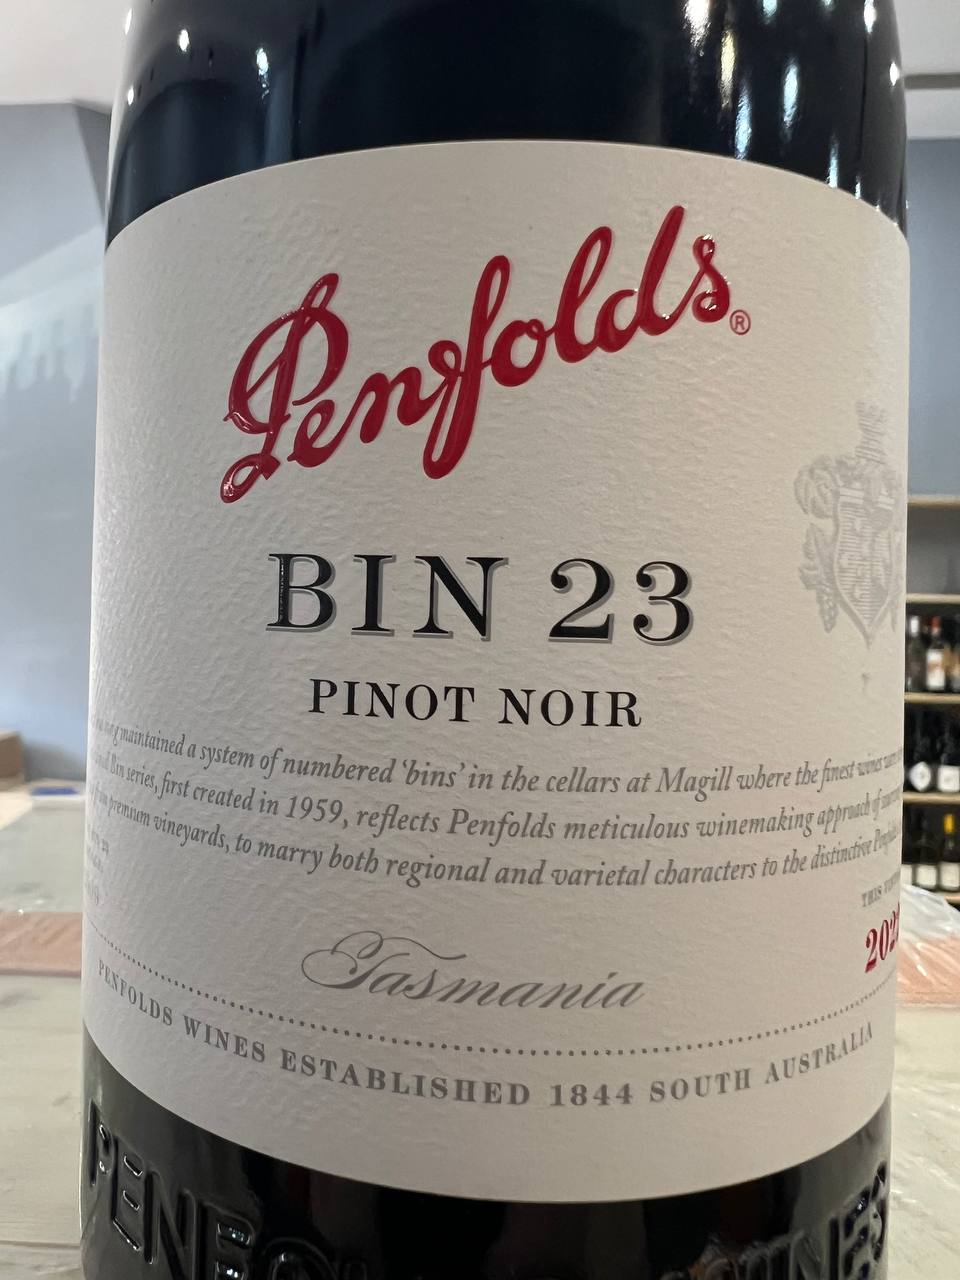 Penfolds®
BIN 23
PINOT NOIR
maintained a system of numbered 'bins' in the cellars at Magill where the finest wines
Bin series, first created in 1959, reflects Penfolds meticulous winemaking approach of
premium vineyards, to marry both regional and varietal characters to the distinctive
THIS
202
Tasmania
PENFOLDS WINES ESTABLISHED 1844 SOUTH AUSTRALIA